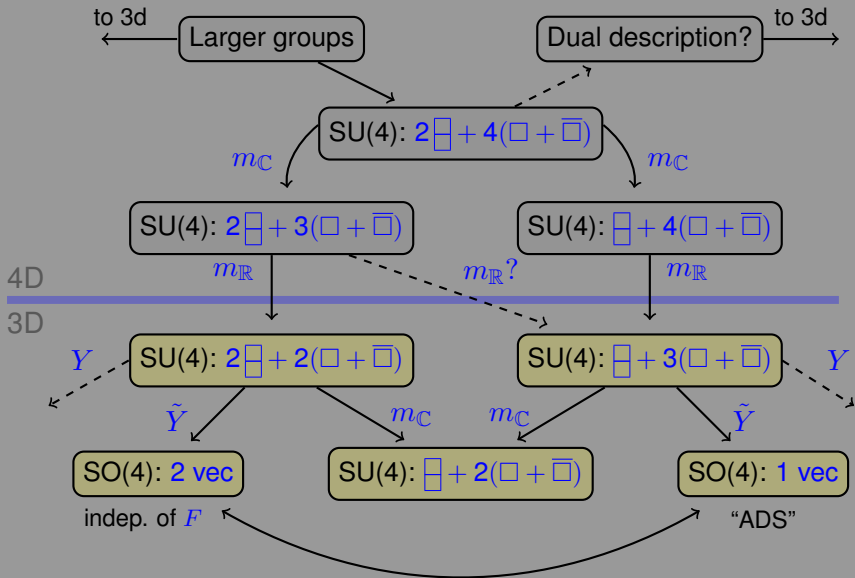 to 3d
Larger groups
Dual description?
to 3d
SU(4): 2 ▯▯ + 4(□ + □̅)
m_ℂ
m_ℂ
SU(4): 2 ▯▯ + 3(□ + □̅)
SU(4): ▯▯ + 4(□ + □̅)
m_ℝ
m_ℝ?
m_ℝ
4D
3D
Y
SU(4): 2 ▯▯ + 2(□ + □̅)
SU(4): ▯▯ + 3(□ + □̅)
Y
Ỹ
m_ℂ
m_ℂ
Ỹ
SO(4): 2 vec
SU(4): ▯▯ + 2(□ + □̅)
SO(4): 1 vec
indep. of F
“ADS”